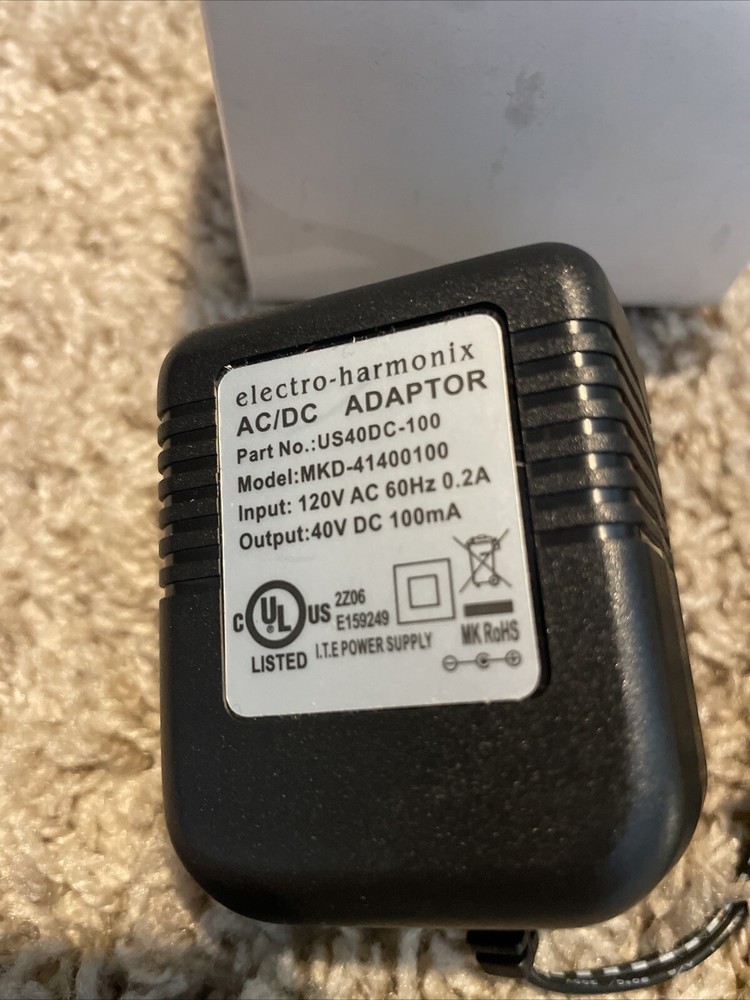 electro-harmonix
AC/DC ADAPTOR
Part No.:US40DC-100
Model:MKD-41400100
Input: 120V AC 60Hz 0.2A
Output:40V DC 100mA
C UL ® US
LISTED
2Z06
E159249
I.T.E POWER SUPPLY
MK RoHS